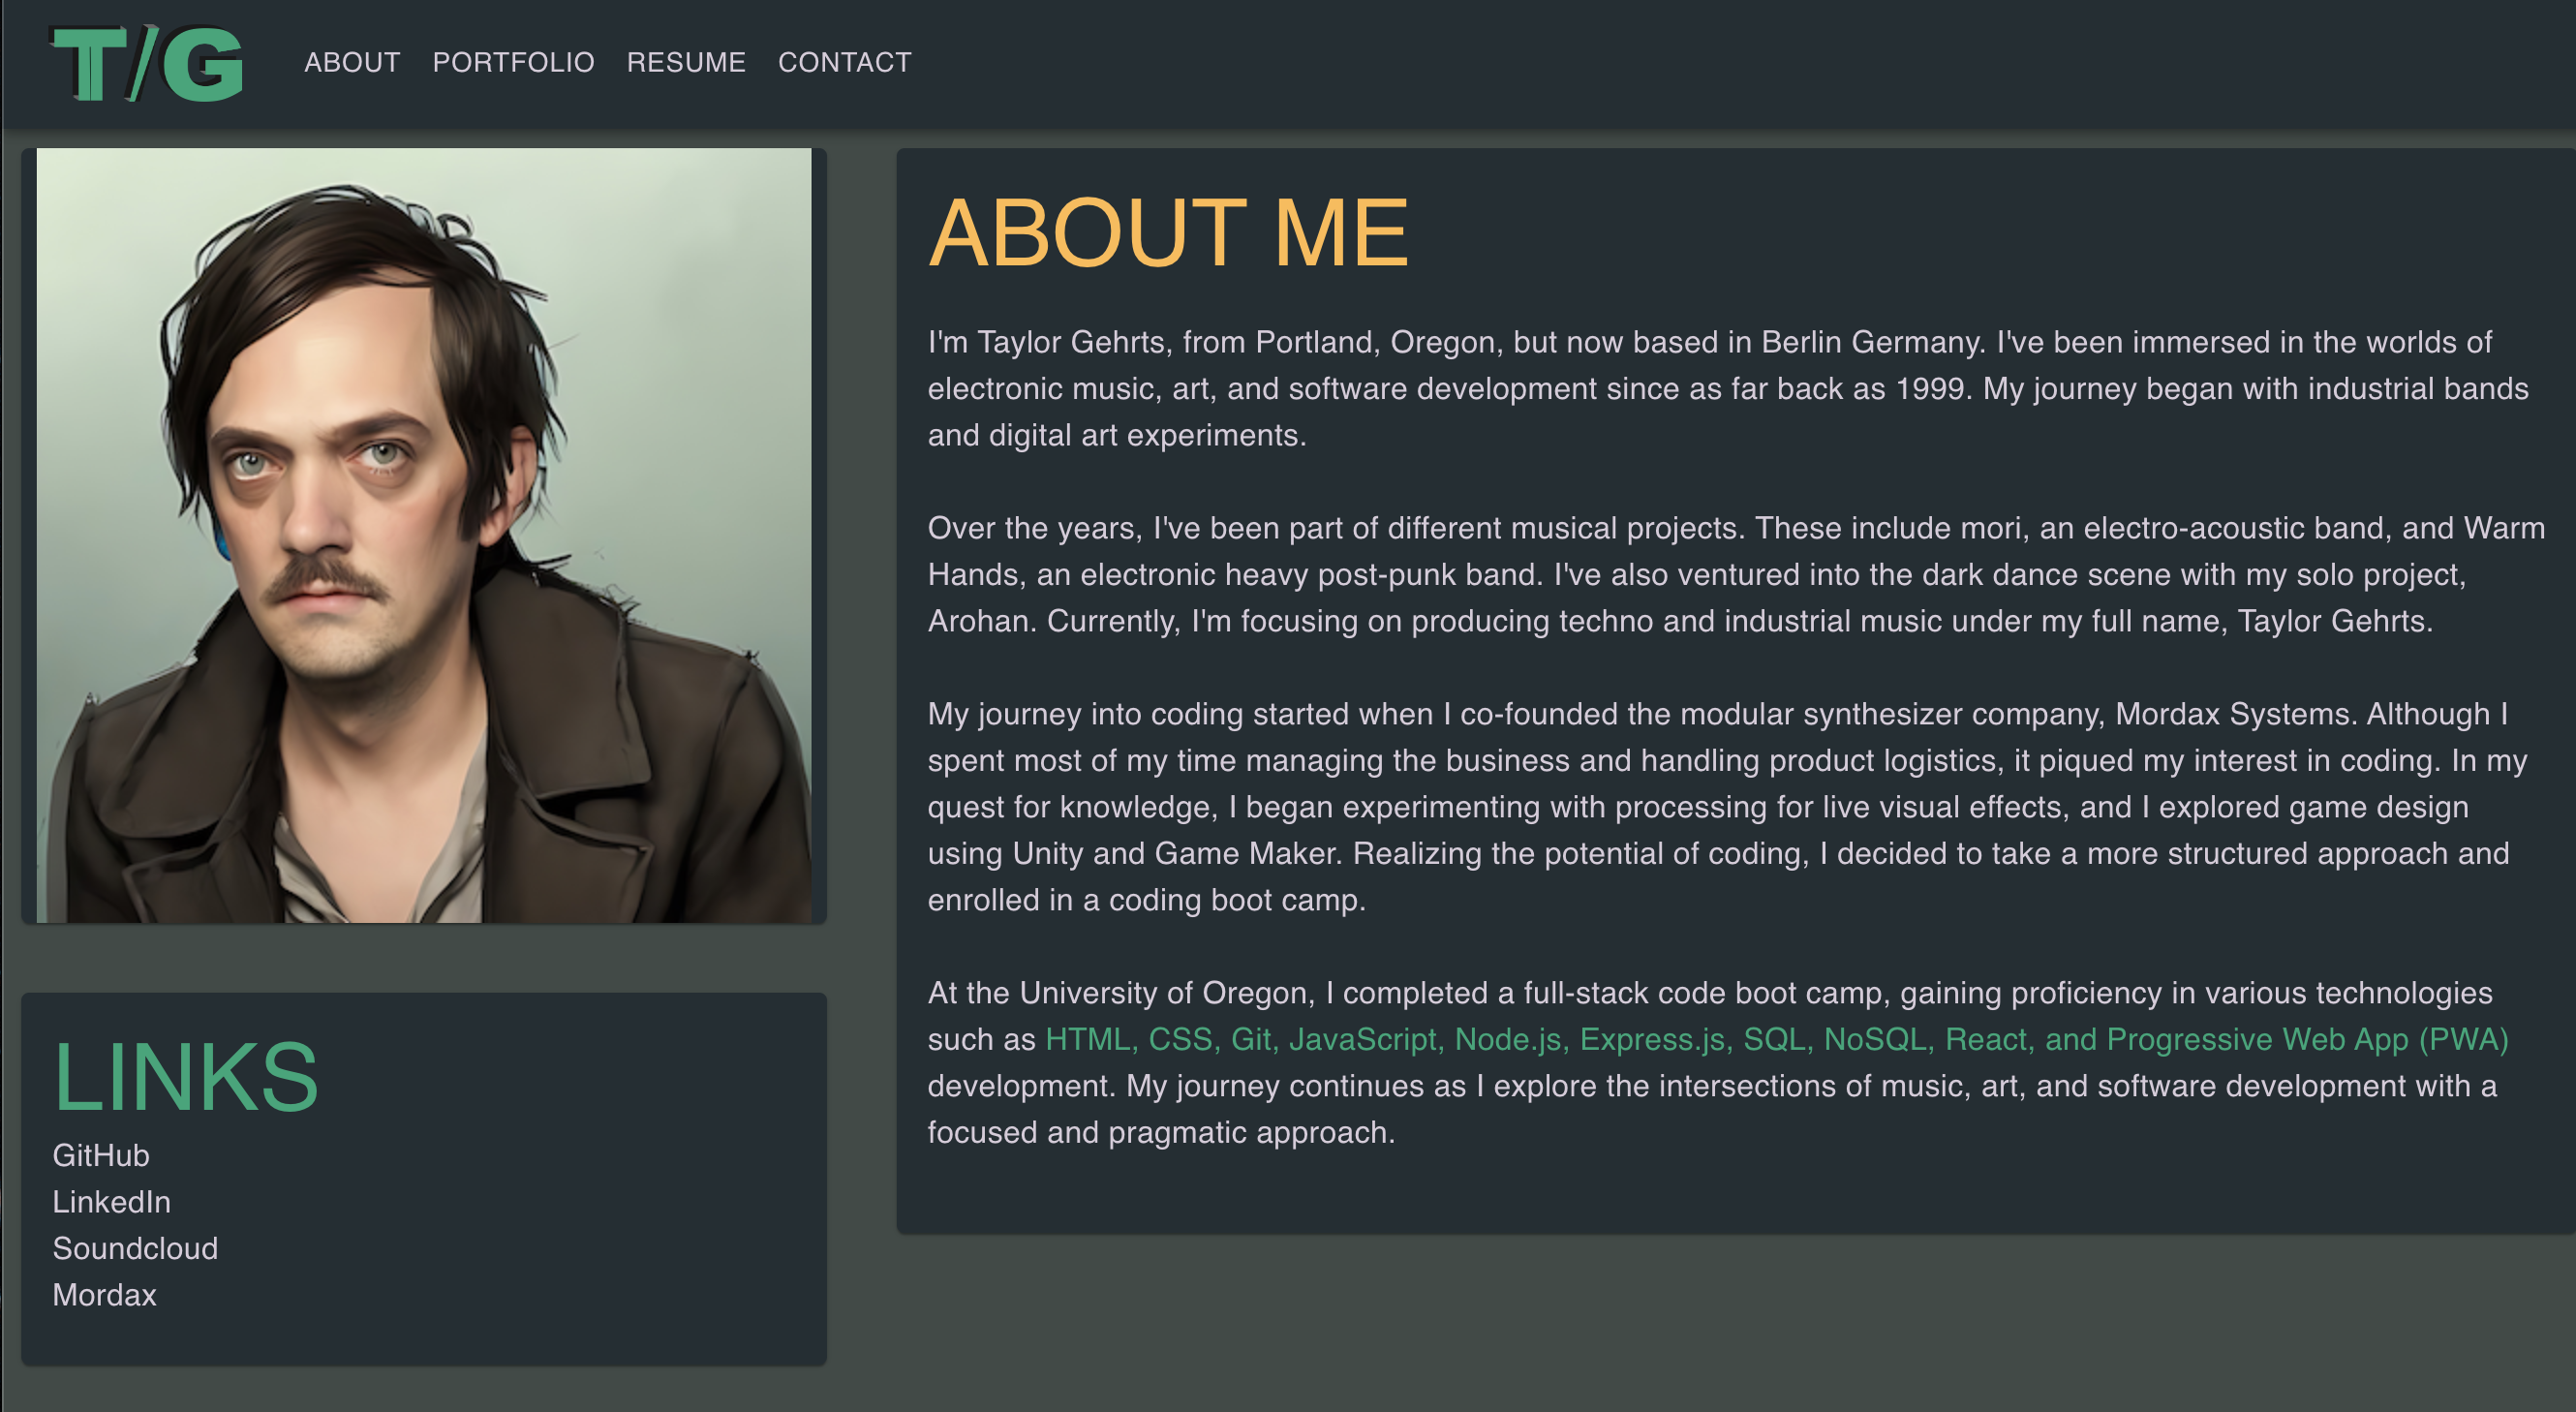 T/G
ABOUT PORTFOLIO RESUME CONTACT
ABOUT ME
I'm Taylor Gehrts, from Portland, Oregon, but now based in Berlin Germany. I've been immersed in the worlds of
electronic music, art, and software development since as far back as 1999. My journey began with industrial bands
and digital art experiments.
Over the years, I've been part of different musical projects. These include mori, an electro-acoustic band, and Warm
Hands, an electronic heavy post-punk band. I've also ventured into the dark dance scene with my solo project,
Arohan. Currently, I'm focusing on producing techno and industrial music under my full name, Taylor Gehrts.
My journey into coding started when I co-founded the modular synthesizer company, Mordax Systems. Although I
spent most of my time managing the business and handling product logistics, it piqued my interest in coding. In my
quest for knowledge, I began experimenting with processing for live visual effects, and I explored game design
using Unity and Game Maker. Realizing the potential of coding, I decided to take a more structured approach and
enrolled in a coding boot camp.
At the University of Oregon, I completed a full-stack code boot camp, gaining proficiency in various technologies
such as HTML, CSS, Git, JavaScript, Node.js, Express.js, SQL, NoSQL, React, and Progressive Web App (PWA)
development. My journey continues as I explore the intersections of music, art, and software development with a
focused and pragmatic approach.
LINKS
GitHub
LinkedIn
Soundcloud
Mordax